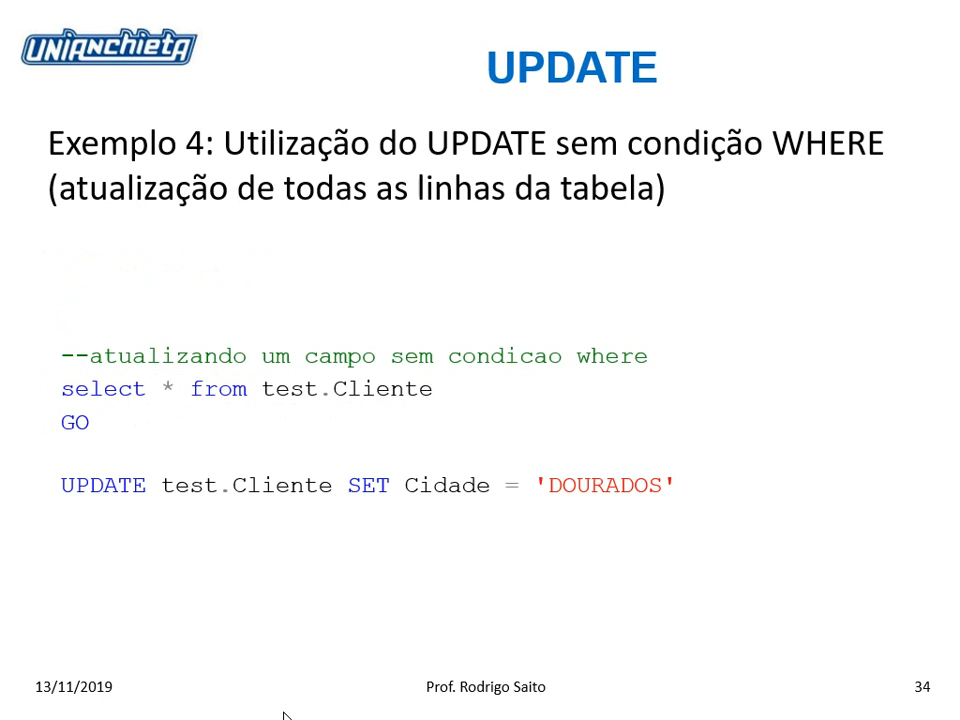 UNIANCHIETA
UPDATE
Exemplo 4: Utilização do UPDATE sem condição WHERE
(atualização de todas as linhas da tabela)
--atualizando um campo sem condicao where
select * from test.Cliente
GO
UPDATE test.Cliente SET Cidade = 'DOURADOS'
13/11/2019
Prof. Rodrigo Saito
34